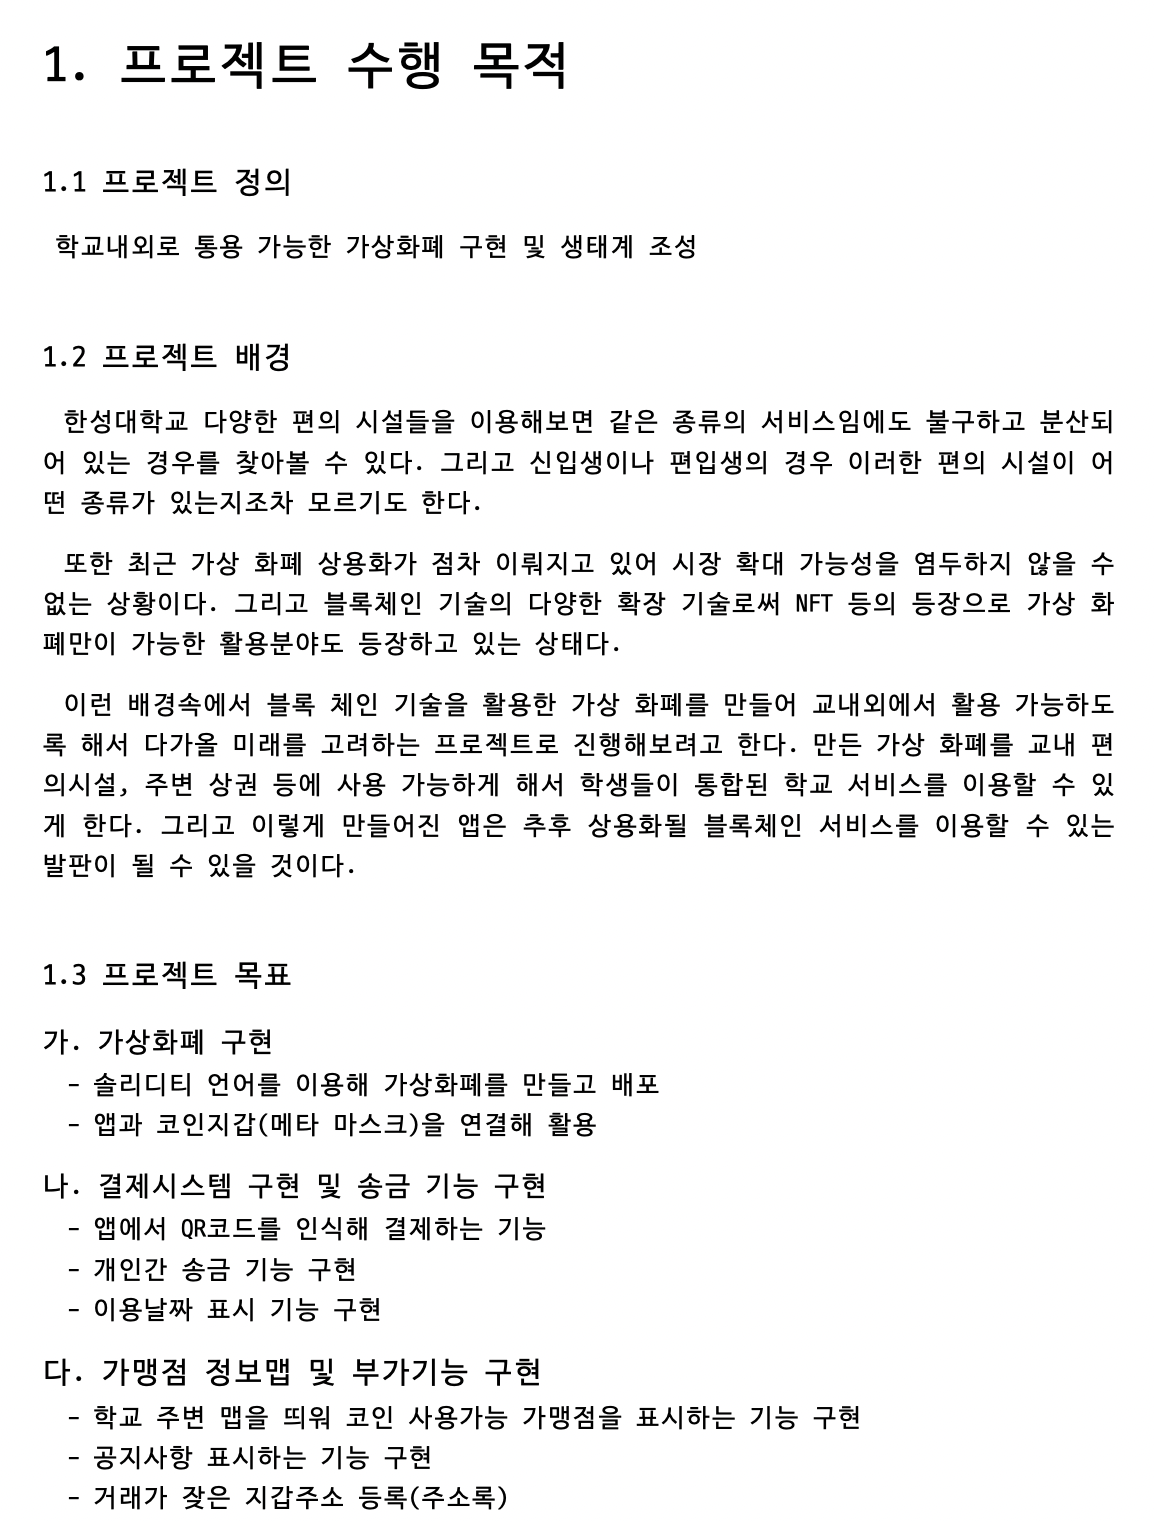 1. 프로젝트 수행 목적
1.1 프로젝트 정의
학교내외로 통용 가능한 가상화폐 구현 및 생태계 조성
1.2 프로젝트 배경
한성대학교 다양한 편의 시설들을 이용해보면 같은 종류의 서비스임에도 불구하고 분산되
어 있는 경우를 찾아볼 수 있다. 그리고 신입생이나 편입생의 경우 이러한 편의 시설이 어
떤 종류가 있는지조차 모르기도 한다.
또한 최근 가상 화폐 상용화가 점차 이뤄지고 있어 시장 확대 가능성을 염두하지 않을 수
없는 상황이다. 그리고 블록체인 기술의 다양한 확장 기술로써 NFT 등의 등장으로 가상 화
폐만이 가능한 활용분야도 등장하고 있는 상태다.
이런 배경속에서 블록 체인 기술을 활용한 가상 화폐를 만들어 교내외에서 활용 가능하도
록 해서 다가올 미래를 고려하는 프로젝트로 진행해보려고 한다. 만든 가상 화폐를 교내 편
의시설, 주변 상권 등에 사용 가능하게 해서 학생들이 통합된 학교 서비스를 이용할 수 있
게 한다. 그리고 이렇게 만들어진 앱은 추후 상용화될 블록체인 서비스를 이용할 수 있는
발판이 될 수 있을 것이다.
1.3 프로젝트 목표
가. 가상화폐 구현
- 솔리디티 언어를 이용해 가상화폐를 만들고 배포
- 앱과 코인지갑(메타 마스크)을 연결해 활용
나. 결제시스템 구현 및 송금 기능 구현
- 앱에서 QR코드를 인식해 결제하는 기능
- 개인간 송금 기능 구현
- 이용날짜 표시 기능 구현
다. 가맹점 정보맵 및 부가기능 구현
- 학교 주변 맵을 띄워 코인 사용가능 가맹점을 표시하는 기능 구현
- 공지사항 표시하는 기능 구현
- 거래가 잦은 지갑주소 등록(주소록)